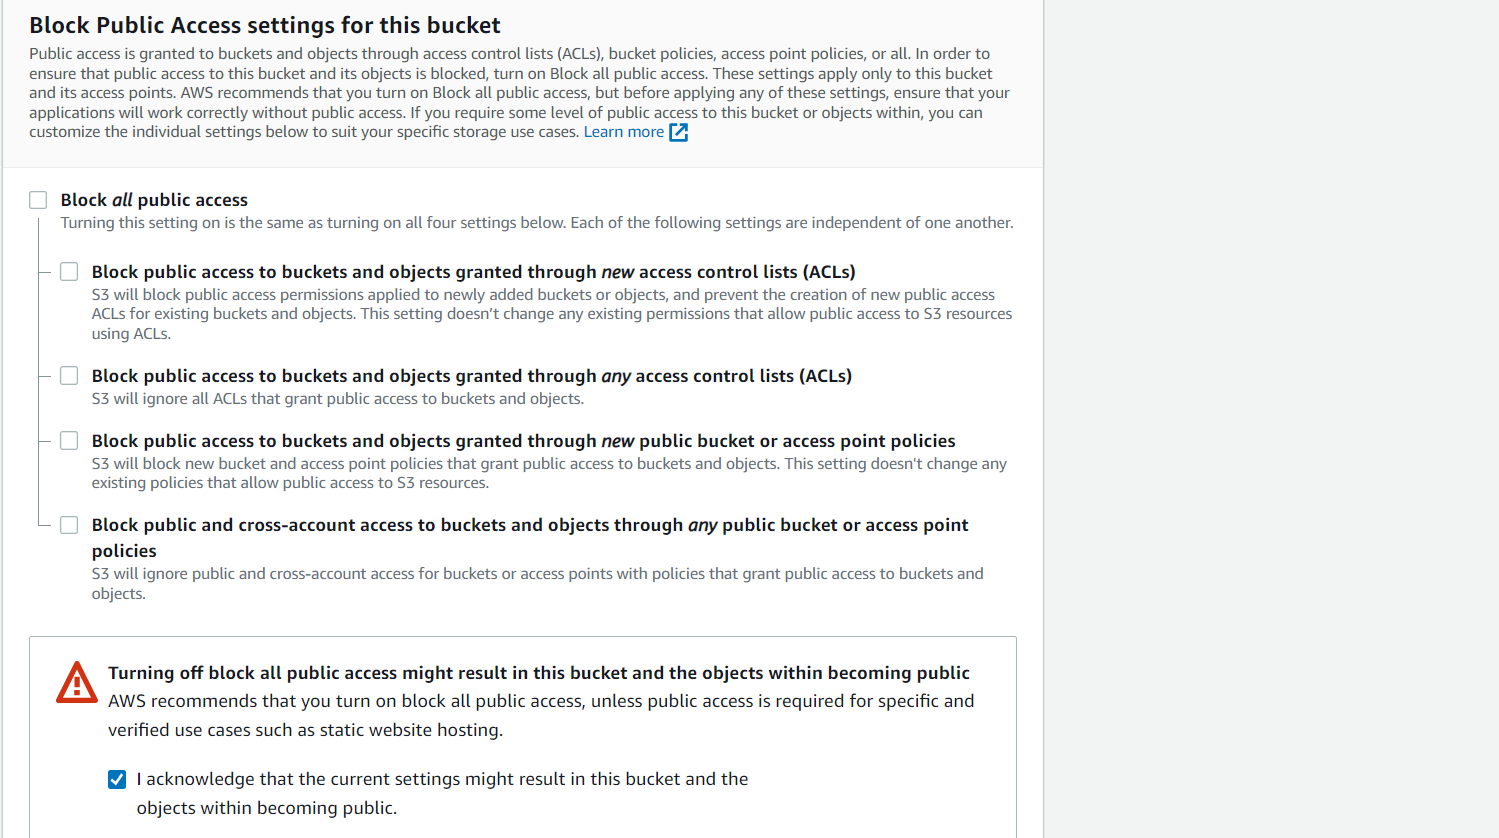 Block Public Access settings for this bucket
Public access is granted to buckets and objects through access control lists (ACLs), bucket policies, access point policies, or all. In order to
ensure that public access to this bucket and its objects is blocked, turn on Block all public access. These settings apply only to this bucket
and its access points. AWS recommends that you turn on Block all public access, but before applying any of these settings, ensure that your
applications will work correctly without public access. If you require some level of public access to this bucket or objects within, you can
customize the individual settings below to suit your specific storage use cases. Learn more
Block all public access
Turning this setting on is the same as turning on all four settings below. Each of the following settings are independent of one another.
Block public access to buckets and objects granted through new access control lists (ACLs)
S3 will block public access permissions applied to newly added buckets or objects, and prevent the creation of new public access
ACLs for existing buckets and objects. This setting doesn’t change any existing permissions that allow public access to S3 resources
using ACLs.
Block public access to buckets and objects granted through any access control lists (ACLs)
S3 will ignore all ACLs that grant public access to buckets and objects.
Block public access to buckets and objects granted through new public bucket or access point policies
S3 will block new bucket and access point policies that grant public access to buckets and objects. This setting doesn't change any
existing policies that allow public access to S3 resources.
Block public and cross-account access to buckets and objects through any public bucket or access point
policies
S3 will ignore public and cross-account access for buckets or access points with policies that grant public access to buckets and
objects.
Turning off block all public access might result in this bucket and the objects within becoming public
AWS recommends that you turn on block all public access, unless public access is required for specific and
verified use cases such as static website hosting.
I acknowledge that the current settings might result in this bucket and the
objects within becoming public.